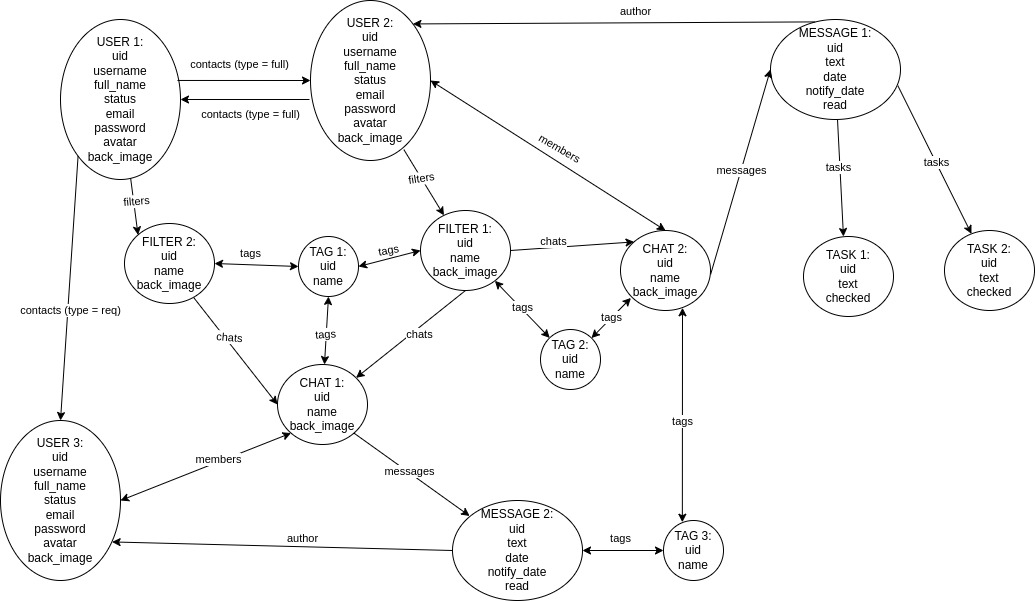 author
USER 1:
uid
username
full_name
status
email
password
avatar
back_image
contacts (type = full)
contacts (type = full)
USER 2:
uid
username
full_name
status
email
password
avatar
back_image
MESSAGE 1:
uid
text
date
notify_date
read
members
messages
tasks
tasks
filters
filters
FILTER 2:
uid
name
back_image
tags
TAG 1:
uid
name
tags
FILTER 1:
uid
name
back_image
chats
CHAT 2:
uid
name
back_image
TASK 1:
uid
text
checked
TASK 2:
uid
text
checked
contacts (type = req)
chats
tags
chats
tags
tags
TAG 2:
uid
name
CHAT 1:
uid
name
back_image
tags
USER 3:
uid
username
full_name
status
email
password
avatar
back_image
members
messages
author
MESSAGE 2:
uid
text
date
notify_date
read
tags
TAG 3:
uid
name